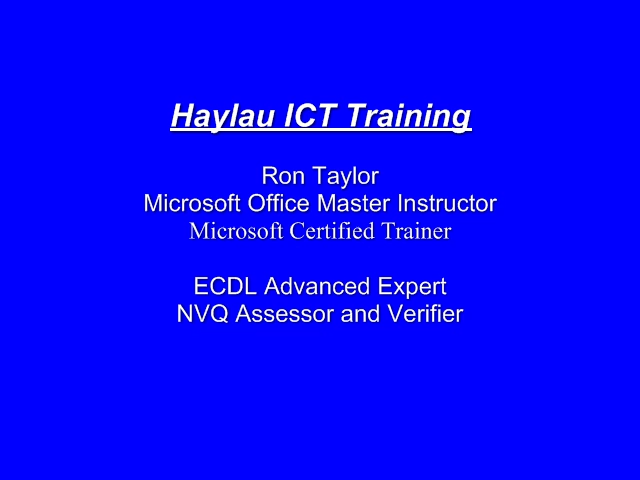 Haylau ICT Training
Ron Taylor
Microsoft Office Master Instructor
Microsoft Certified Trainer
ECDL Advanced Expert
NVQ Assessor and Verifier